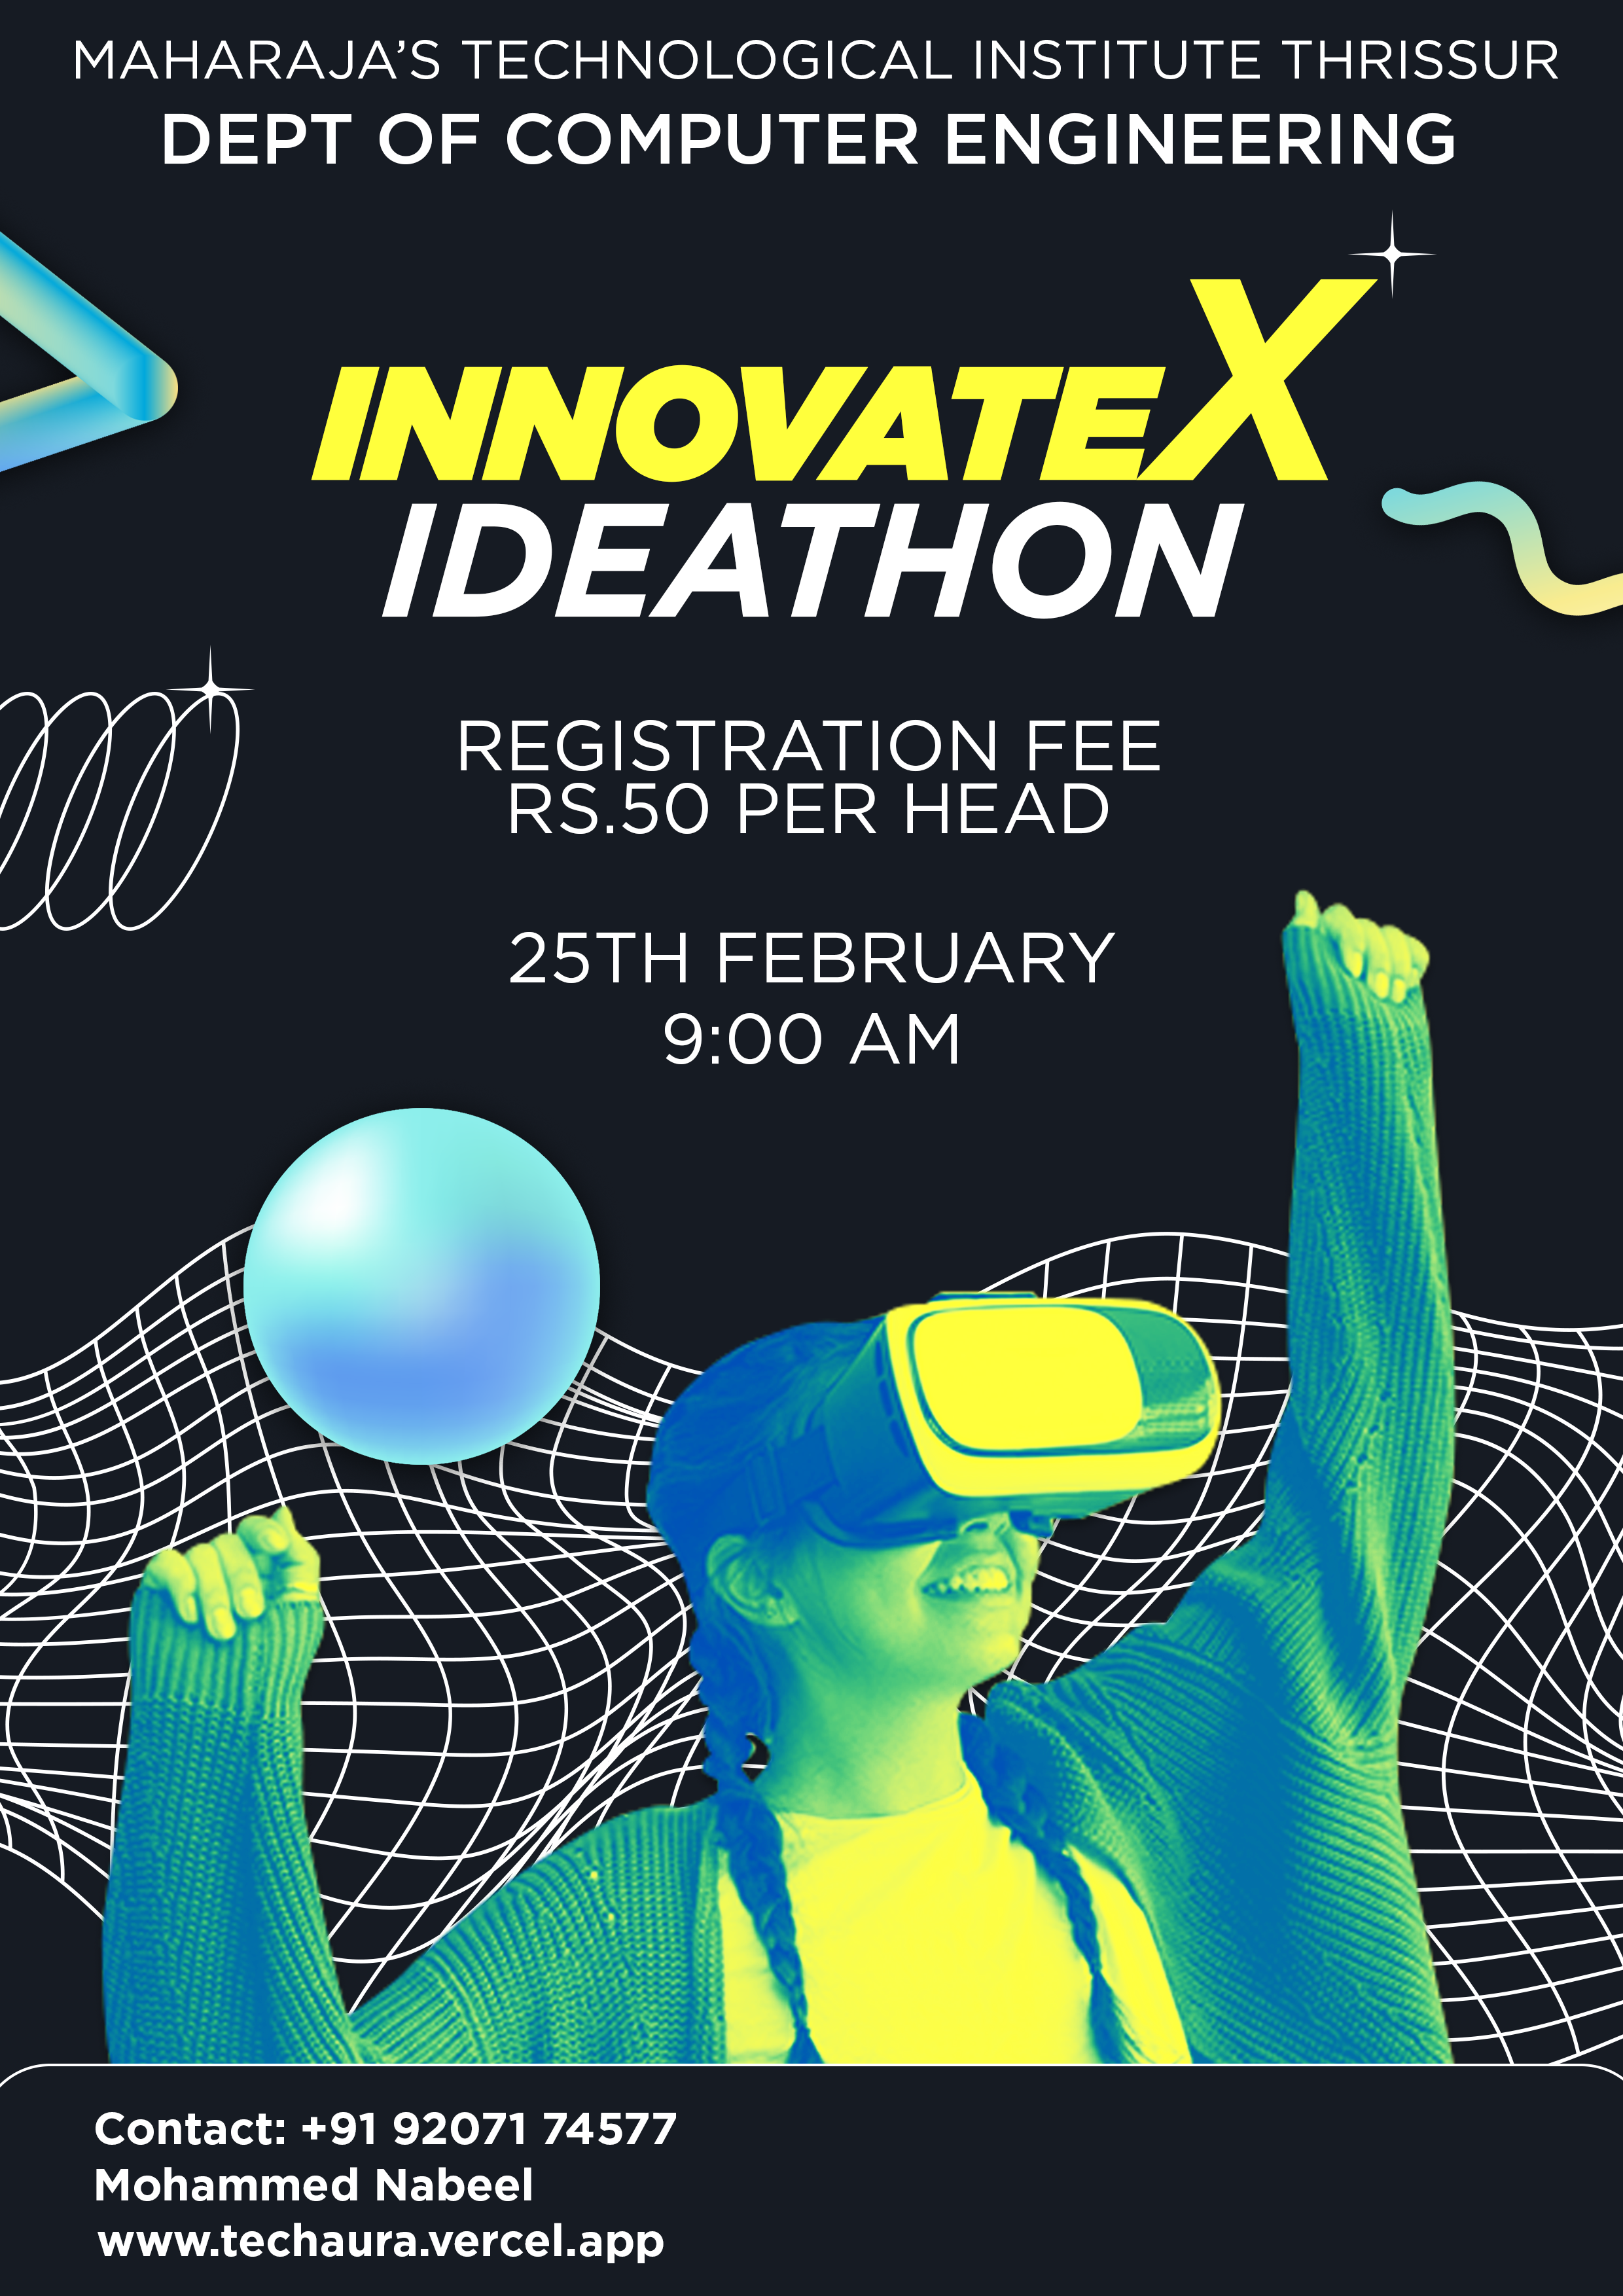 MAHARAJA’S TECHNOLOGICAL INSTITUTE THRISSUR
DEPT OF COMPUTER ENGINEERING
INNOVATEX
IDEATHON
REGISTRATION FEE
RS.50 PER HEAD
25TH FEBRUARY
9:00 AM
Contact: +91 92071 74577
Mohammed Nabeel
www.techaura.vercel.app